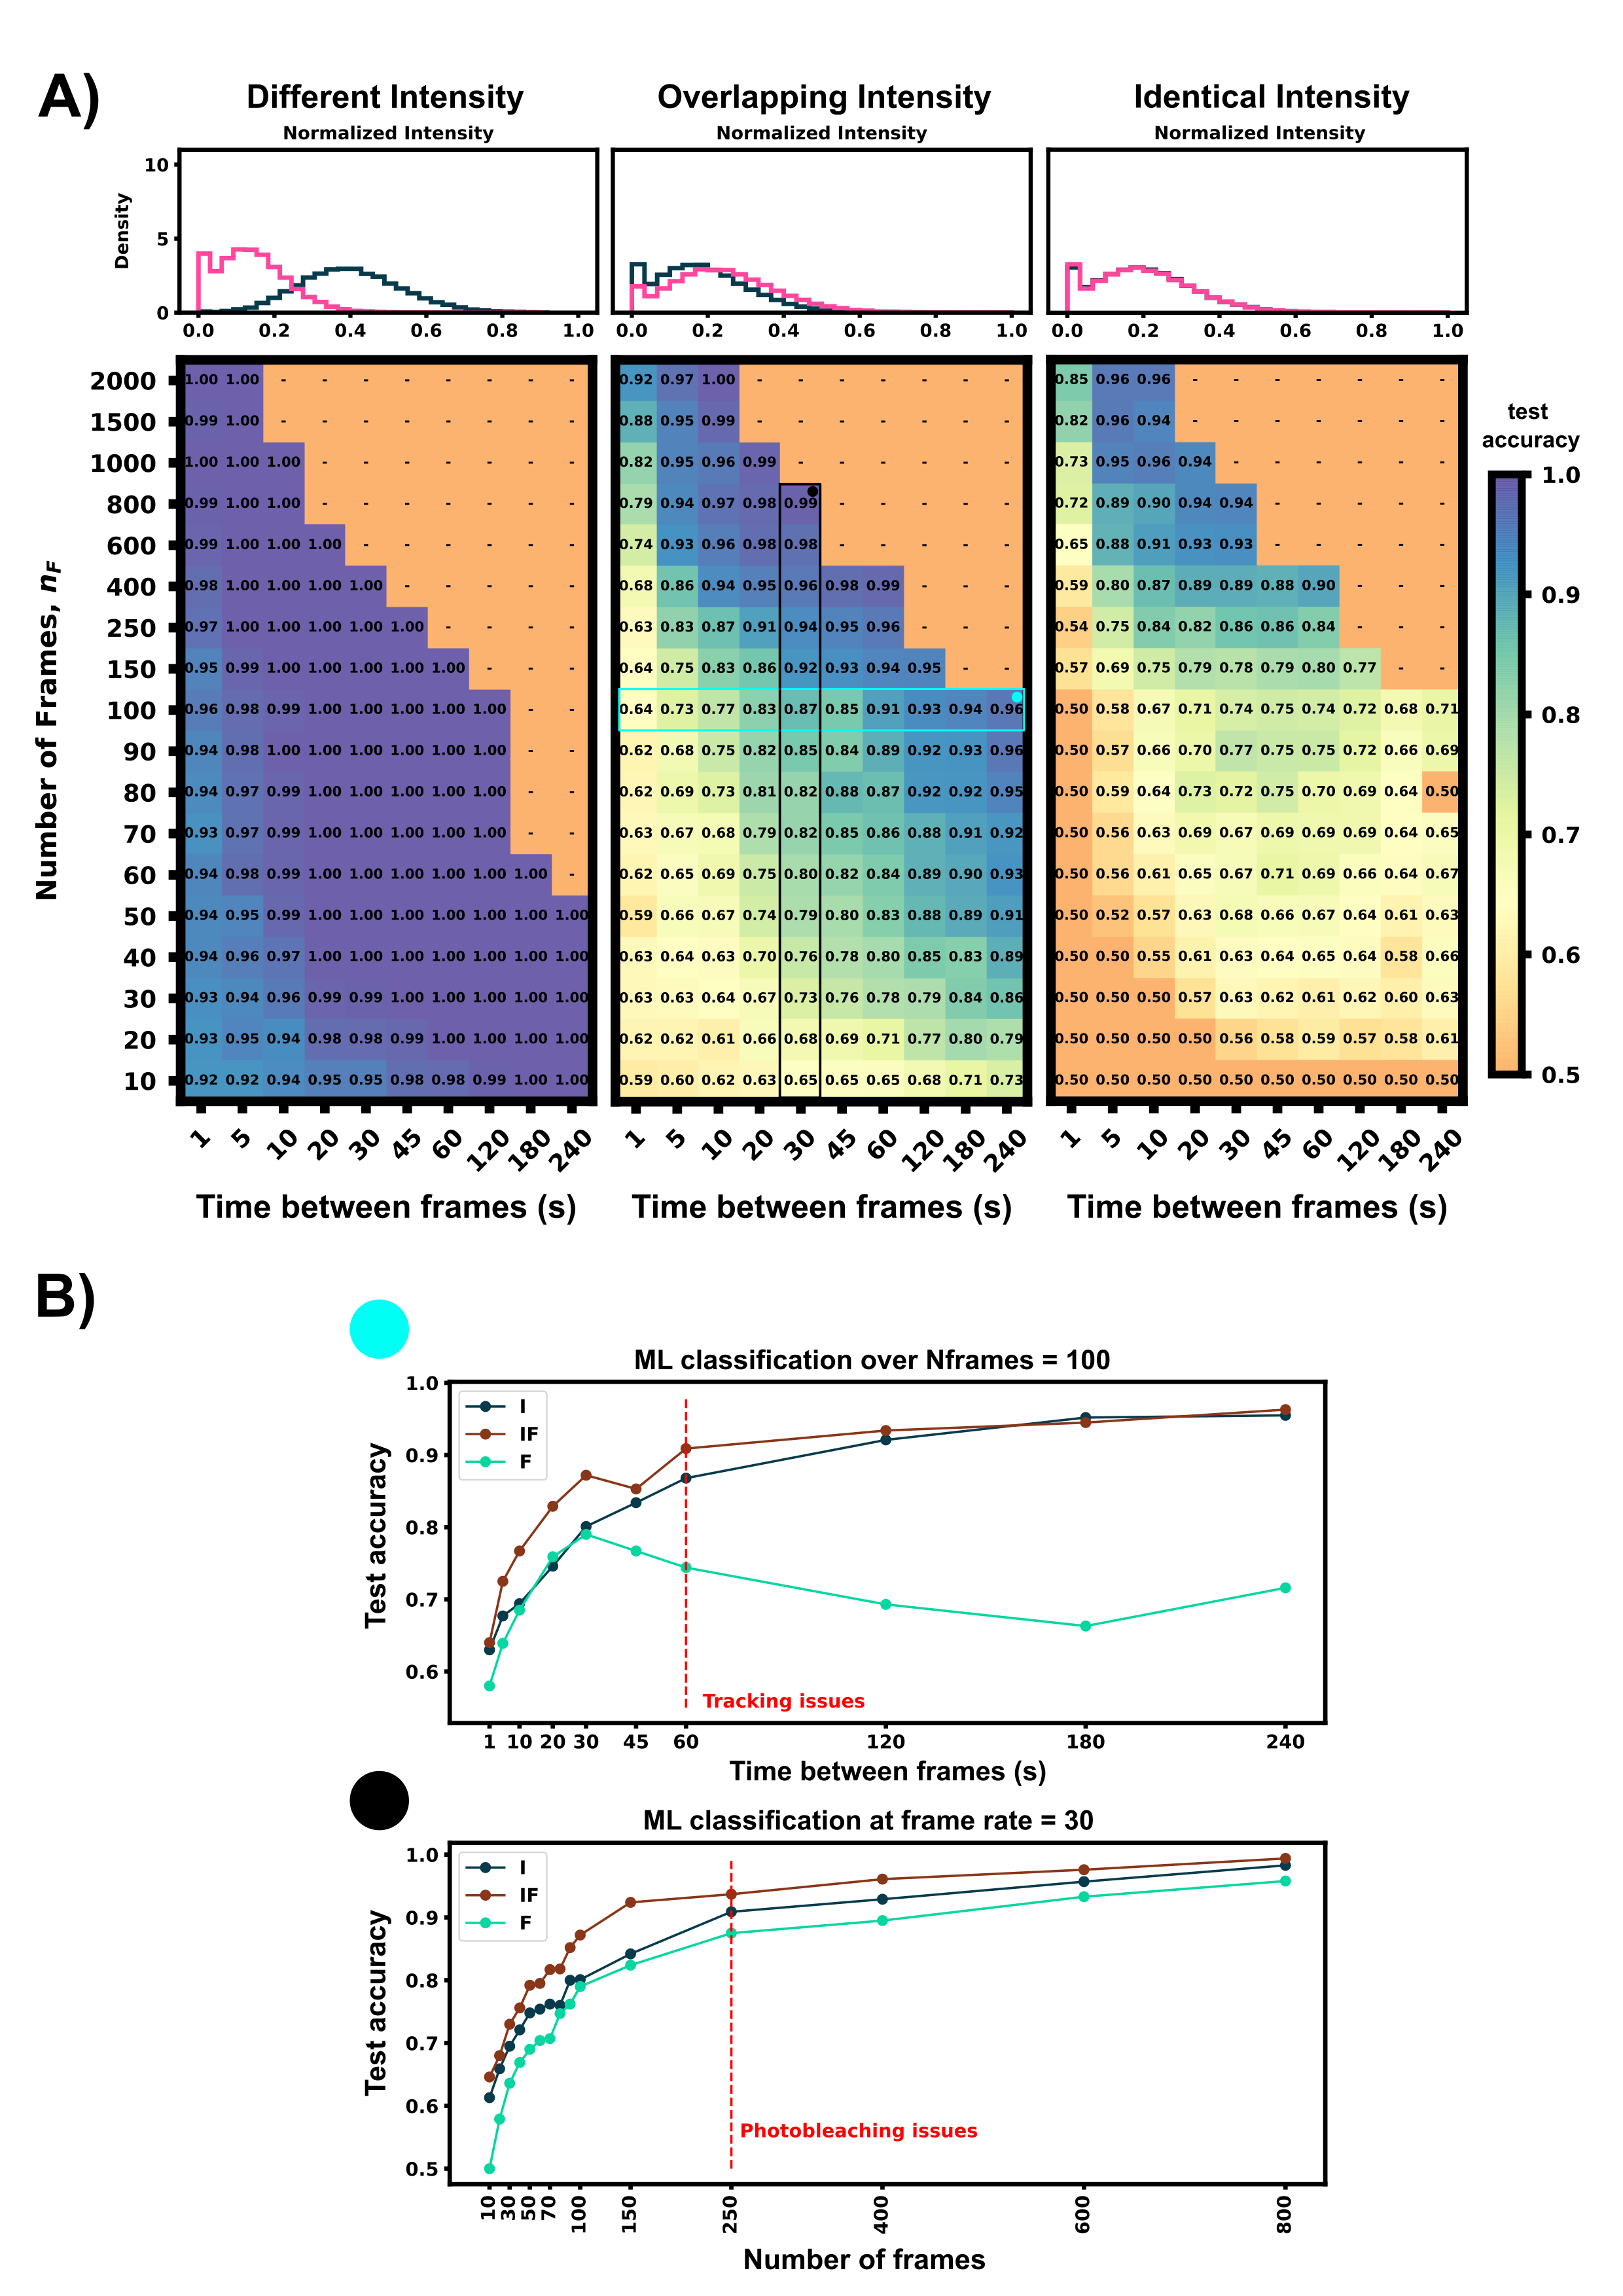 A)
Different Intensity Overlapping Intensity Identical Intensity
Normalized Intensity Normalized Intensity Normalized Intensity
Density
10
5
0
0.0 0.2 0.4 0.6 0.8 1.0 0.0 0.2 0.4 0.6 0.8 1.0 0.0 0.2 0.4 0.6 0.8 1.0
Number of Frames, nF
2000 1.00 1.00 - - - - - - - - 0.92 0.97 1.00 - - - - - - - 0.85 0.96 0.96 - - - - - - -
1500 0.99 1.00 - - - - - - - - 0.88 0.95 0.99 - - - - - - - 0.82 0.96 0.94 - - - - - - -
1000 1.00 1.00 1.00 - - - - - - - 0.82 0.95 0.96 0.99 - - - - - - 0.73 0.95 0.96 0.94 - - - - - -
800 0.99 1.00 1.00 - - - - - - - 0.79 0.94 0.97 0.98 0.99 - - - - - 0.72 0.89 0.90 0.94 0.94 - - - - -
600 0.99 1.00 1.00 1.00 - - - - - - 0.74 0.93 0.96 0.98 0.98 - - - - - 0.65 0.88 0.91 0.93 0.93 - - - - -
400 0.98 1.00 1.00 1.00 1.00 - - - - - 0.68 0.86 0.94 0.95 0.96 0.98 0.99 - - - 0.59 0.80 0.87 0.89 0.89 0.88 0.90 - - -
250 0.97 1.00 1.00 1.00 1.00 1.00 - - - - 0.63 0.83 0.87 0.91 0.94 0.95 0.96 - - - 0.54 0.75 0.84 0.82 0.86 0.86 0.84 - - -
150 0.95 0.99 1.00 1.00 1.00 1.00 1.00 - - - 0.64 0.75 0.83 0.86 0.92 0.93 0.94 0.95 - - 0.57 0.69 0.75 0.79 0.78 0.79 0.80 0.77 - -
100 0.96 0.98 0.99 1.00 1.00 1.00 1.00 1.00 - - 0.64 0.73 0.77 0.83 0.87 0.85 0.91 0.93 0.94 0.96 0.50 0.58 0.67 0.71 0.74 0.75 0.74 0.72 0.68 0.71
90 0.94 0.98 1.00 1.00 1.00 1.00 1.00 1.00 - - 0.62 0.68 0.75 0.82 0.85 0.84 0.89 0.92 0.93 0.96 0.50 0.57 0.66 0.70 0.77 0.75 0.75 0.72 0.66 0.69
80 0.94 0.97 0.99 1.00 1.00 1.00 1.00 1.00 - - 0.62 0.69 0.73 0.81 0.82 0.88 0.87 0.92 0.92 0.95 0.50 0.59 0.64 0.73 0.72 0.75 0.70 0.69 0.64 0.50
70 0.93 0.97 0.99 1.00 1.00 1.00 1.00 1.00 - - 0.63 0.67 0.68 0.79 0.82 0.85 0.86 0.88 0.91 0.92 0.50 0.56 0.63 0.69 0.67 0.69 0.69 0.69 0.64 0.65
60 0.94 0.98 0.99 1.00 1.00 1.00 1.00 1.00 1.00 - 0.62 0.65 0.69 0.75 0.80 0.82 0.84 0.89 0.90 0.93 0.50 0.56 0.61 0.65 0.67 0.71 0.69 0.66 0.64 0.67
50 0.94 0.95 0.99 1.00 1.00 1.00 1.00 1.00 1.00 1.00 0.59 0.66 0.67 0.74 0.79 0.80 0.83 0.88 0.89 0.91 0.50 0.52 0.57 0.63 0.68 0.66 0.67 0.64 0.61 0.63
40 0.94 0.96 0.97 1.00 1.00 1.00 1.00 1.00 1.00 1.00 0.63 0.64 0.63 0.70 0.76 0.78 0.80 0.85 0.83 0.89 0.50 0.50 0.55 0.61 0.63 0.64 0.65 0.64 0.58 0.66
30 0.93 0.94 0.96 0.99 0.99 1.00 1.00 1.00 1.00 1.00 0.63 0.63 0.64 0.67 0.73 0.76 0.78 0.79 0.84 0.86 0.50 0.50 0.50 0.57 0.63 0.62 0.61 0.62 0.60 0.63
20 0.93 0.95 0.94 0.98 0.98 0.99 1.00 1.00 1.00 1.00 0.62 0.62 0.61 0.66 0.68 0.69 0.71 0.77 0.80 0.79 0.50 0.50 0.50 0.50 0.56 0.58 0.59 0.57 0.58 0.61
10 0.92 0.92 0.94 0.95 0.95 0.98 0.98 0.99 1.00 1.00 0.59 0.60 0.62 0.63 0.65 0.65 0.65 0.68 0.71 0.73 0.50 0.50 0.50 0.50 0.50 0.50 0.50 0.50 0.50 0.50
1 5 10 20 30 45 60 120 180 240 1 5 10 20 30 45 60 120 180 240 1 5 10 20 30 45 60 120 180 240
Time between frames (s) Time between frames (s) Time between frames (s)
test
accuracy
1.0
0.9
0.8
0.7
0.6
0.5
B)
ML classification over Nframes = 100
Test accuracy
1.0
0.9
0.8
0.7
0.6
I
IF
F
Tracking issues
1 10 20 30 45 60 120 180 240
Time between frames (s)
ML classification at frame rate = 30
Test accuracy
1.0
0.9
0.8
0.7
0.6
0.5
I
IF
F
Photobleaching issues
10 30 50 70 100 150 250 400 600 800
Number of frames